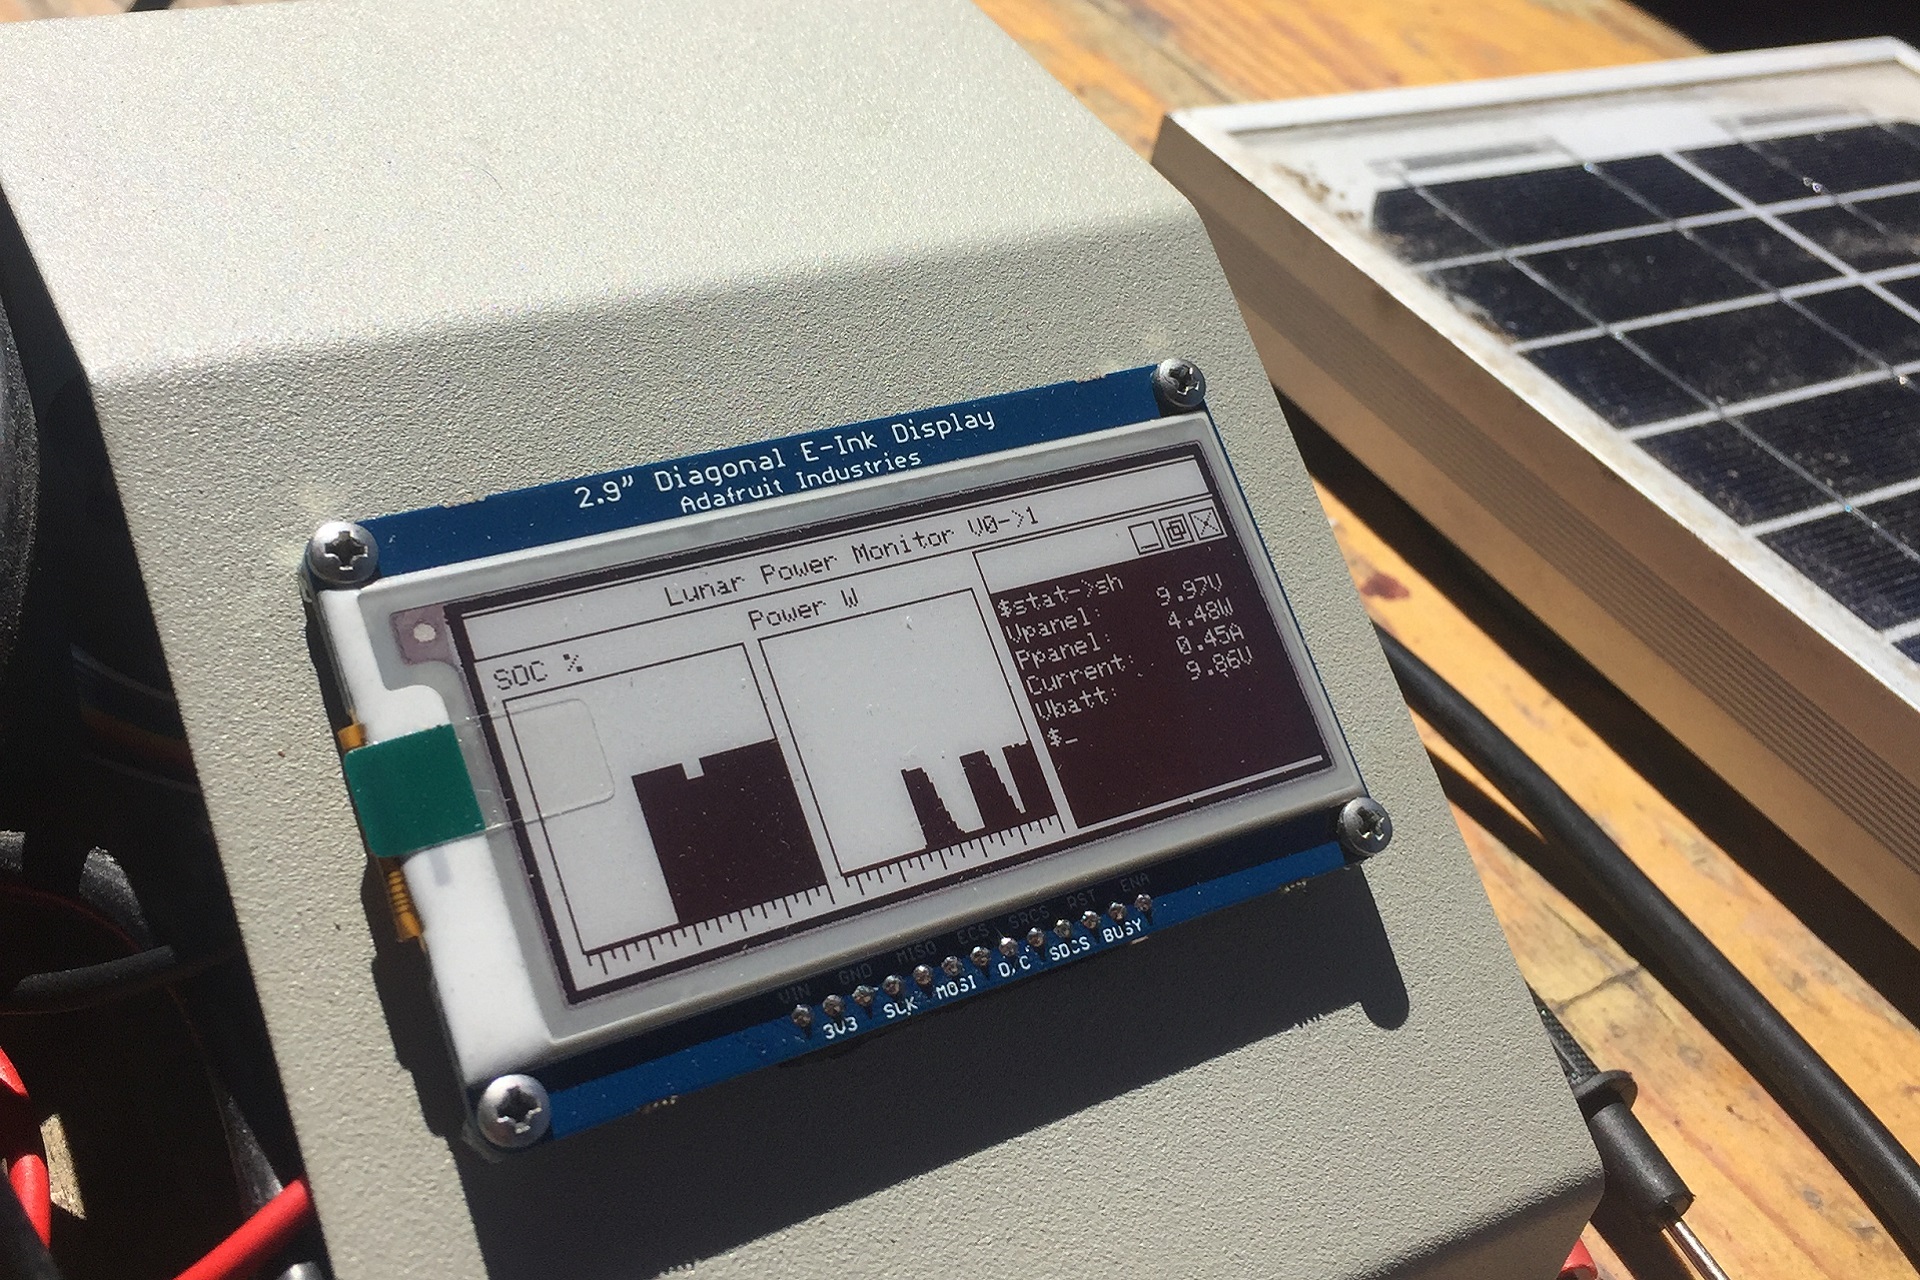 2.9” Diagonal E-Ink Display
Adafruit Industries
Lunar Power Monitor V0->1
SOC %
Power W
$stat->sh
Vpanel: 9.97V
Ppanel: 4.48W
Current: 0.45A
Vbatt: 9.86V
$_
VIN GND MISO ECS SRCS RST ENA
3V3 SLK MOSI D/C SDCS BUSY